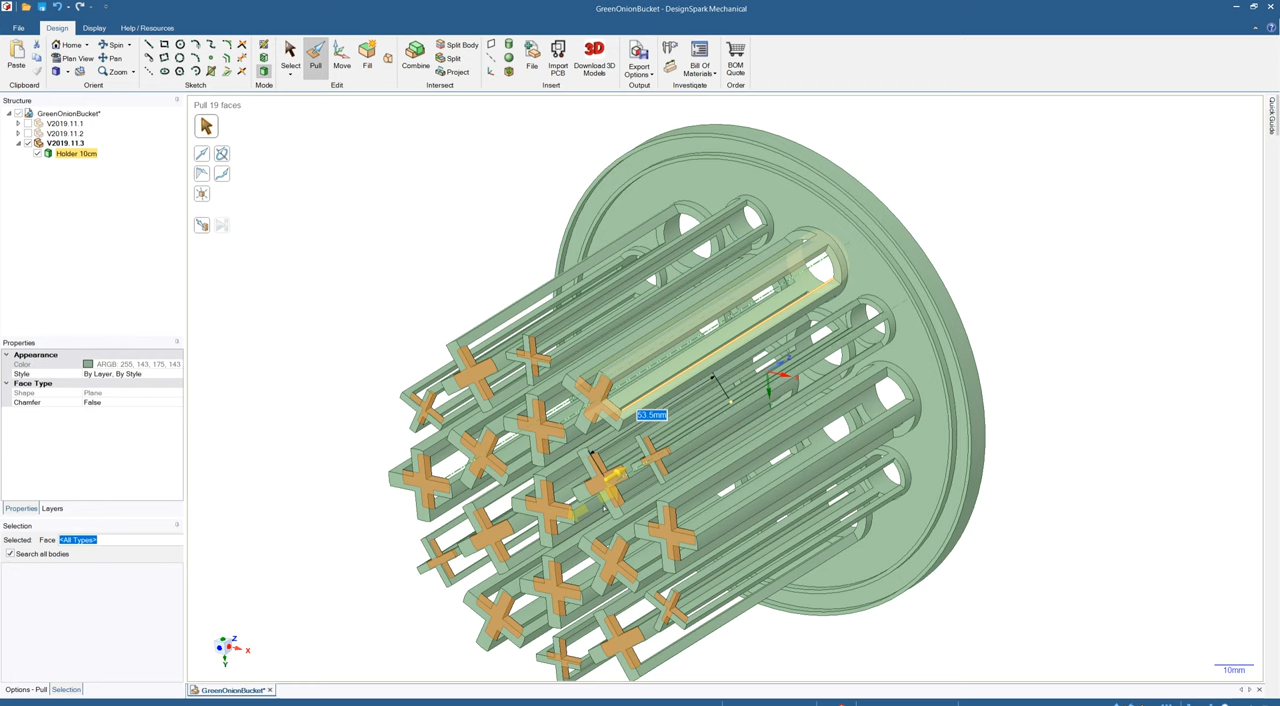 GreenOnionBucket - DesignSpark Mechanical
File Design Display Help / Resources
Paste
Clipboard
Home Spin
Plan View Pan
Zoom
Orient
Sketch
Mode
Select Pull Move Fill
Edit
Combine
Split Body
Split
Project
Intersect
File
Import PCB
3D
Download 3D Models
Insert
Export Options
Output
Bill Of Materials
Investigate
BOM Quote
Order
Structure
GreenOnionBucket*
V2019.11.1
V2019.11.2
V2019.11.3
Holder 10cm
Pull 19 faces
Quick Guide
53.5mm
Properties
Appearance
Color ARGB: 255, 143, 175, 143
Style By Layer, By Style
Face Type
Shape Plane
Chamfer False
Properties Layers
Selection
Selected: Face <All Types>
Search all bodies
Z
X
Y
10mm
Options - Pull Selection
GreenOnionBucket*